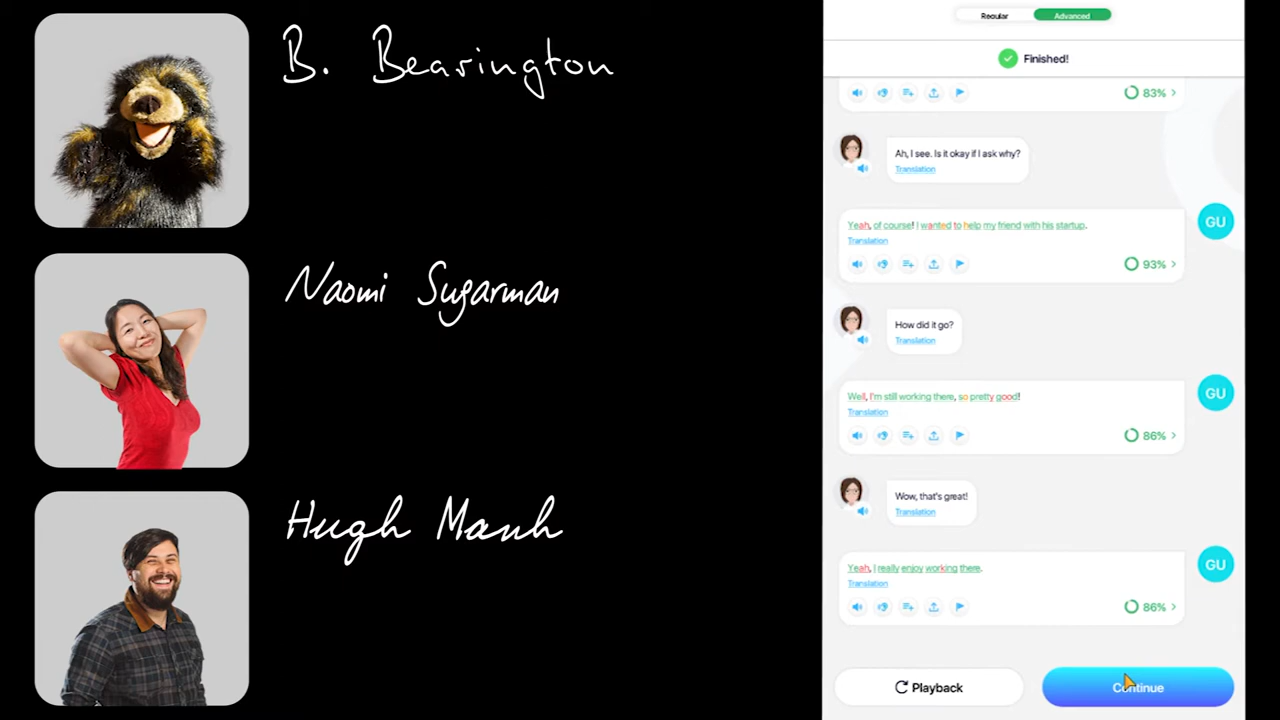 B. Bearington
Naomi Sugarman
Hugh Manh
Regular Advanced
Finished!
83%
Ah, I see. Is it okay if I ask why?
Translation
Yeah, of course! I wanted to help my friend with his startup.
Translation
GU
93%
How did it go?
Translation
Well, I'm still working there, so pretty good!
Translation
GU
86%
Wow, that's great!
Translation
Yeah, I really enjoy working there.
Translation
GU
86%
Playback
Continue